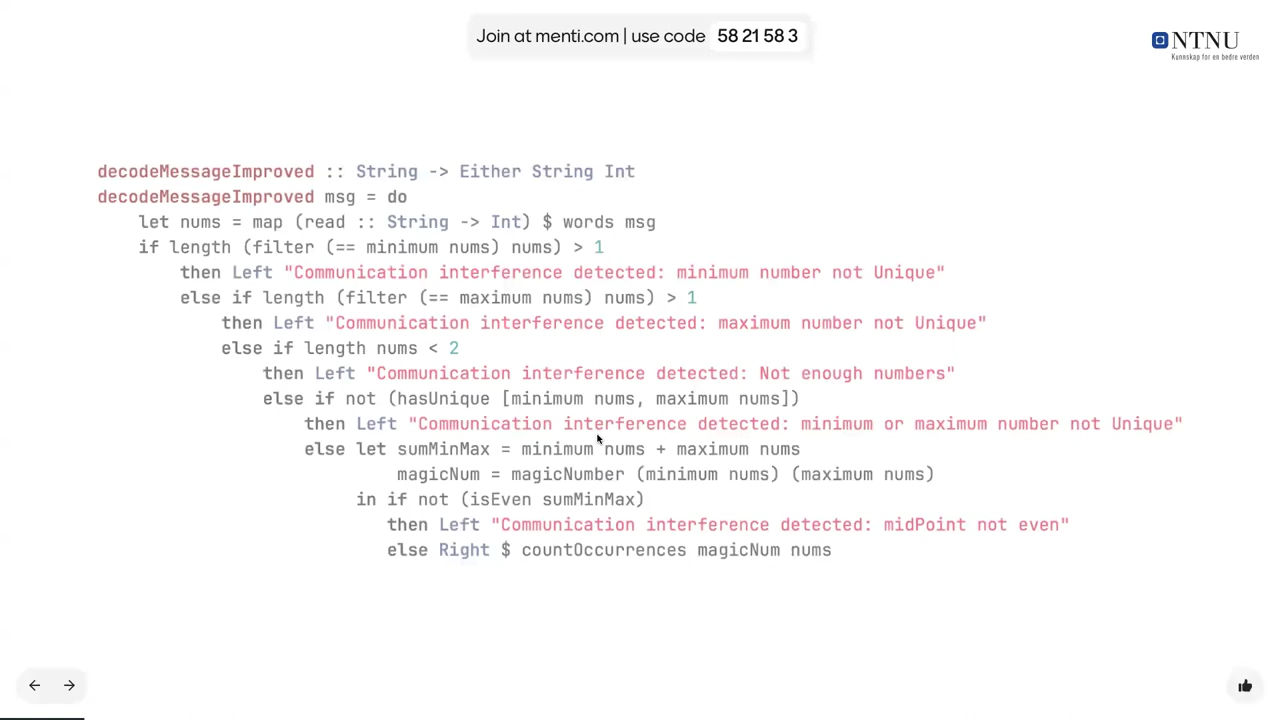 Join at menti.com | use code 58 21 58 3
NTNU
Kunnskap for en bedre verden
decodeMessageImproved :: String -> Either String Int
decodeMessageImproved msg = do
    let nums = map (read :: String -> Int) $ words msg
    if length (filter (== minimum nums) nums) > 1
        then Left "Communication interference detected: minimum number not Unique"
        else if length (filter (== maximum nums) nums) > 1
            then Left "Communication interference detected: maximum number not Unique"
            else if length nums < 2
                then Left "Communication interference detected: Not enough numbers"
                else if not (hasUnique [minimum nums, maximum nums])
                    then Left "Communication interference detected: minimum or maximum number not Unique"
                    else let sumMinMax = minimum nums + maximum nums
                             magicNum = magicNumber (minimum nums) (maximum nums)
                         in if not (isEven sumMinMax)
                            then Left "Communication interference detected: midPoint not even"
                            else Right $ countOccurrences magicNum nums